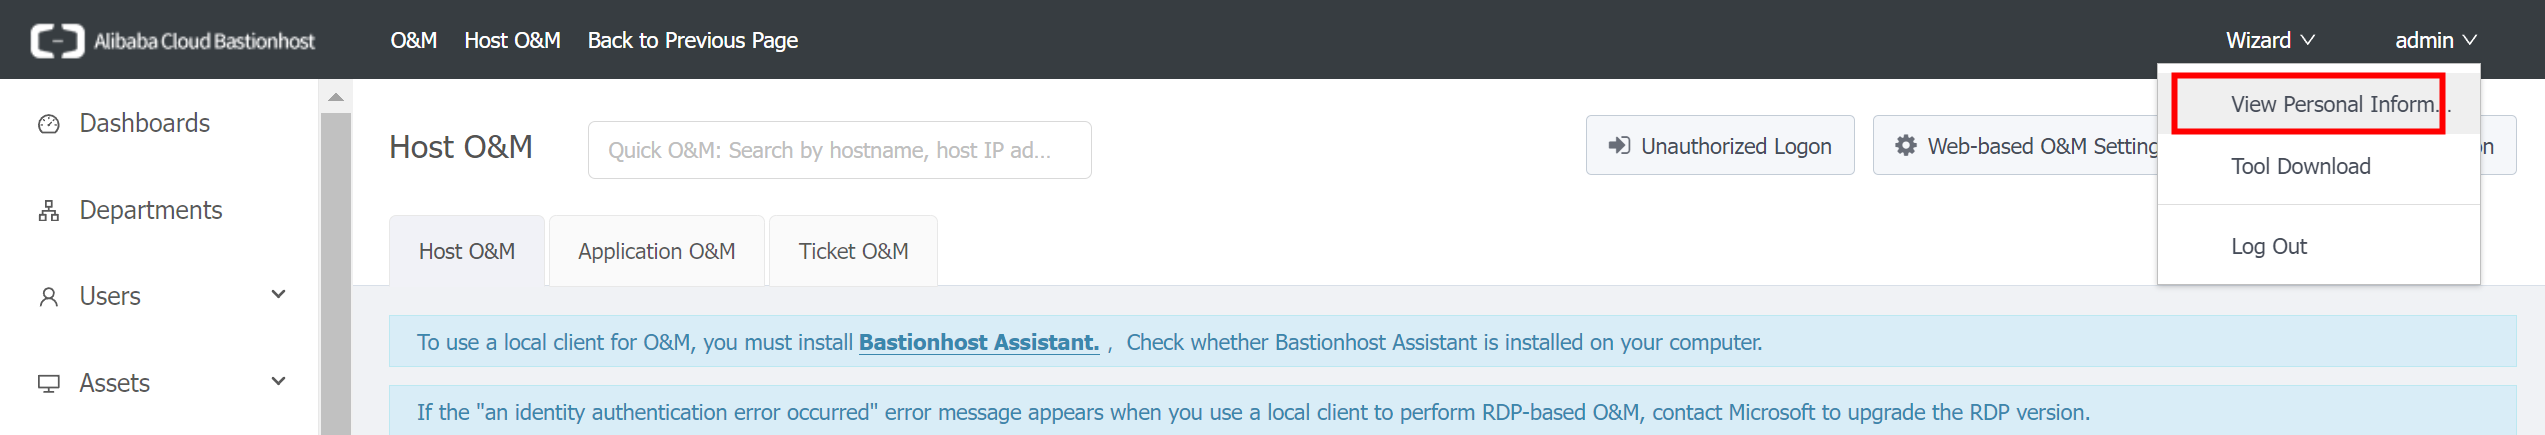 Alibaba Cloud Bastionhost
O&M Host O&M Back to Previous Page
Wizard admin
View Personal Inform...
Tool Download
Log Out
Dashboards
Departments
Users
Assets
Host O&M
Quick O&M: Search by hostname, host IP ad...
Unauthorized Logon
Web-based O&M Setting
Host O&M Application O&M Ticket O&M
To use a local client for O&M, you must install Bastionhost Assistant. , Check whether Bastionhost Assistant is installed on your computer.
If the "an identity authentication error occurred" error message appears when you use a local client to perform RDP-based O&M, contact Microsoft to upgrade the RDP version.